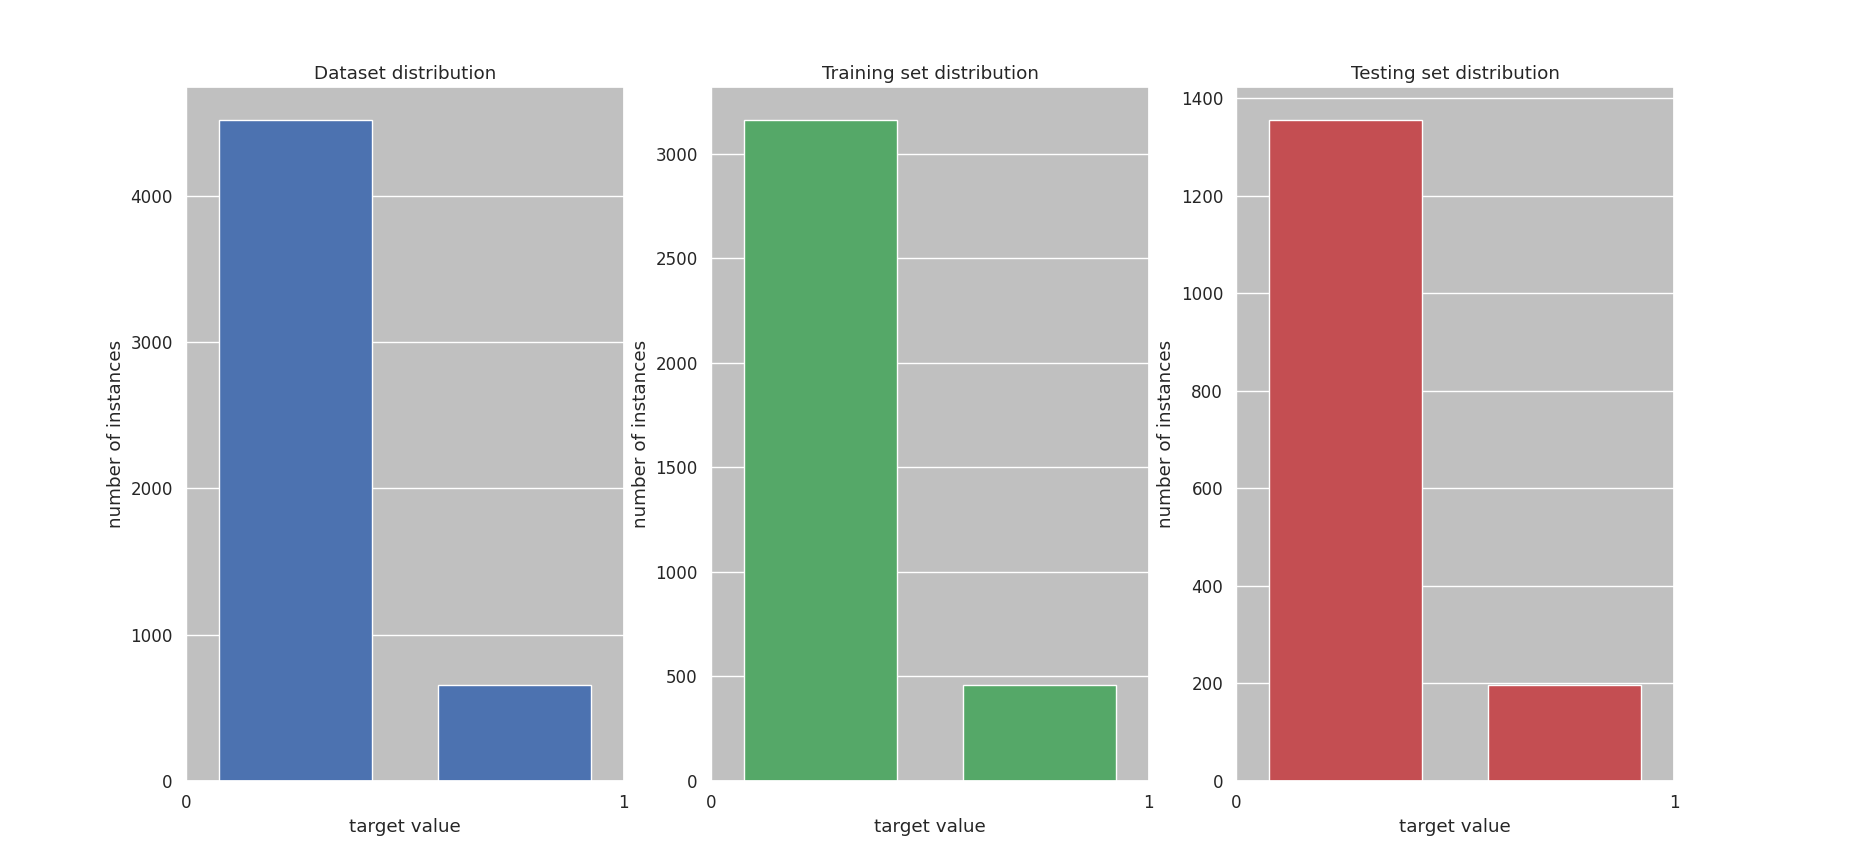 Dataset distribution
number of instances
4000
3000
2000
1000
0
0 1
target value
Training set distribution
number of instances
3000
2500
2000
1500
1000
500
0
0 1
target value
Testing set distribution
number of instances
1400
1200
1000
800
600
400
200
0
0 1
target value